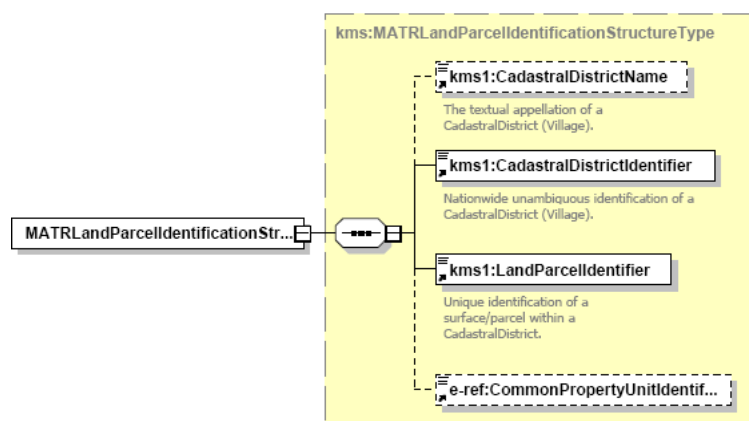 kms:MATRLandParcelIdentificationStructureType
kms1:CadastralDistrictName
The textual appellation of a
CadastralDistrict (Village).
kms1:CadastralDistrictIdentifier
Nationwide unambiquous identification of a
CadastralDistrict (Village).
MATRLandParcelIdentificationStr...
kms1:LandParcelIdentifier
Unique identification of a
surface/parcel within a
CadastralDistrict.
e-ref:CommonPropertyUnitIdentif...